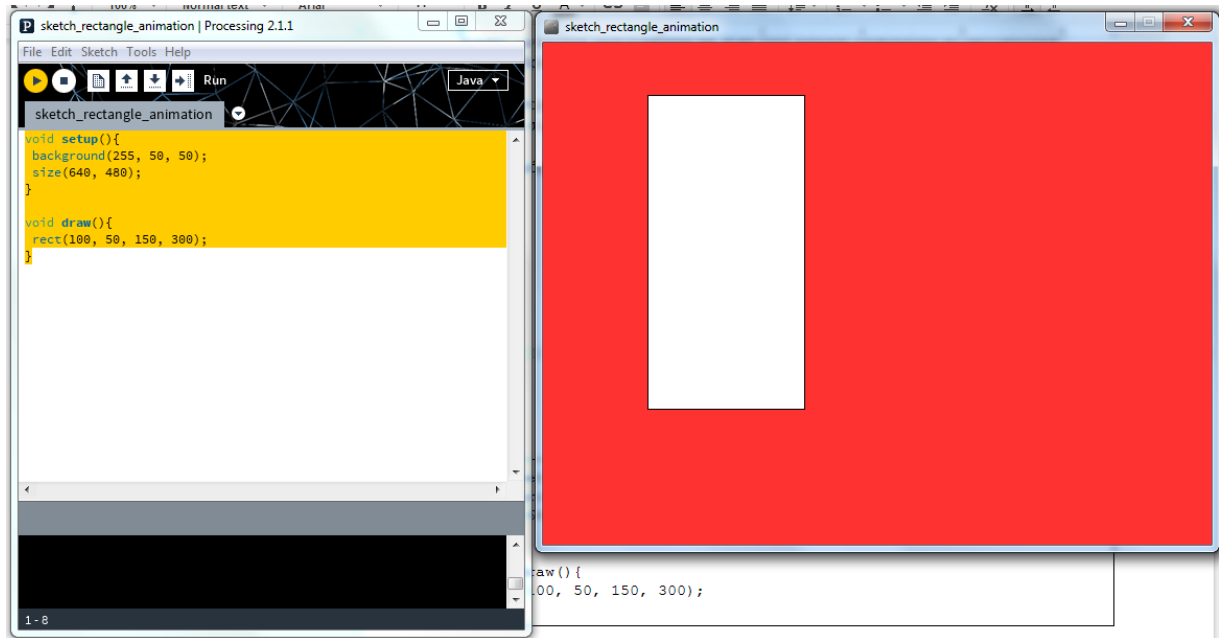 100%
Normal text
Arial
sketch_rectangle_animation | Processing 2.1.1
File Edit Sketch Tools Help
Run
Java
sketch_rectangle_animation
void setup(){
background(255, 50, 50);
size(640, 480);
}
void draw(){
rect(100, 50, 150, 300);
}
1-8
sketch_rectangle_animation
raw(){
00, 50, 150, 300);